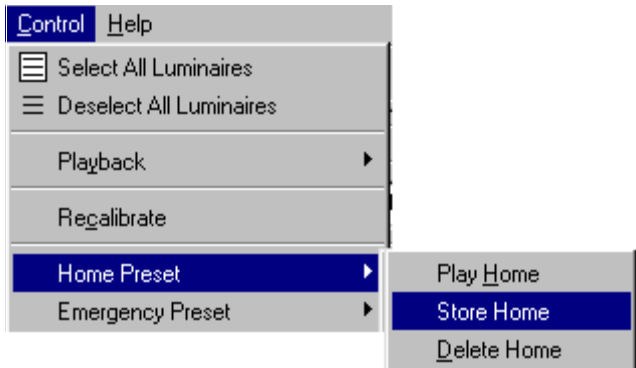 Control Help
Select All Luminaires
Deselect All Luminaires
Playback
Recalibrate
Home Preset
Emergency Preset
Play Home
Store Home
Delete Home